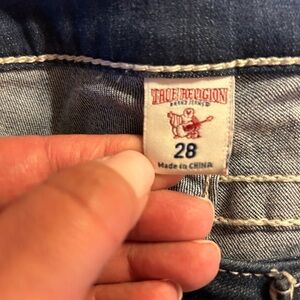 TRUE RELIGION
BRAND JEANS
28
Made in CHINA